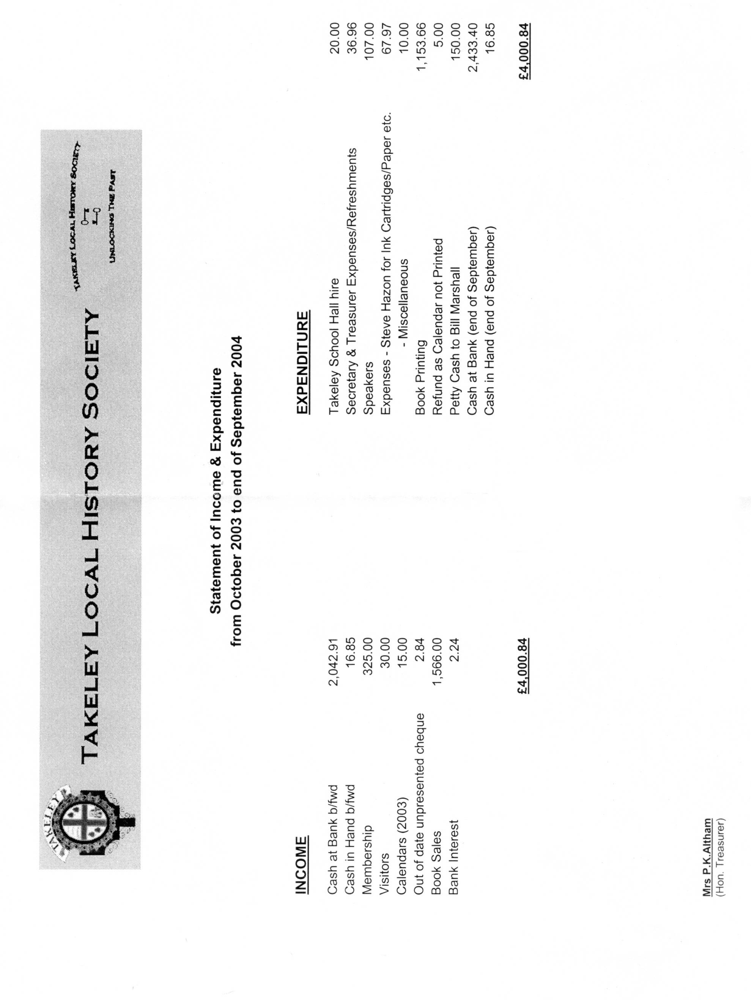 TAKELEY
TAKELEY LOCAL HISTORY SOCIETY
TAKELEY LOCAL HISTORY SOCIETY
UNLOCKING THE PAST
Statement of Income & Expenditure
from October 2003 to end of September 2004
INCOME
Cash at Bank b/fwd 2,042.91
Cash in Hand b/fwd 16.85
Membership 325.00
Visitors 30.00
Calendars (2003) 15.00
Out of date unpresented cheque 2.84
Book Sales 1,566.00
Bank Interest 2.24
£4,000.84
EXPENDITURE
Takeley School Hall hire 20.00
Secretary & Treasurer Expenses/Refreshments 36.96
Speakers 107.00
Expenses - Steve Hazon for Ink Cartridges/Paper etc. 67.97
- Miscellaneous 10.00
Book Printing 1,153.66
Refund as Calendar not Printed 5.00
Petty Cash to Bill Marshall 150.00
Cash at Bank (end of September) 2,433.40
Cash in Hand (end of September) 16.85
£4,000.84
Mrs P.K.Altham
(Hon. Treasurer)